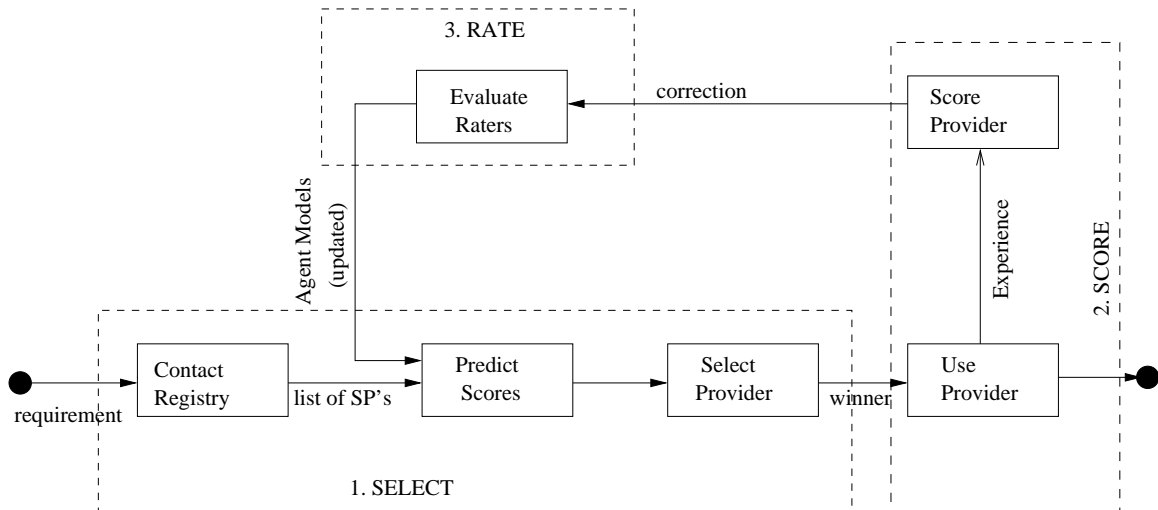 3. RATE
Evaluate
Raters
correction
Score
Provider
Agent Models
(updated)
Experience
2. SCORE
Contact
Registry
Predict
Scores
Select
Provider
Use
Provider
requirement
list of SP's
winner
1. SELECT